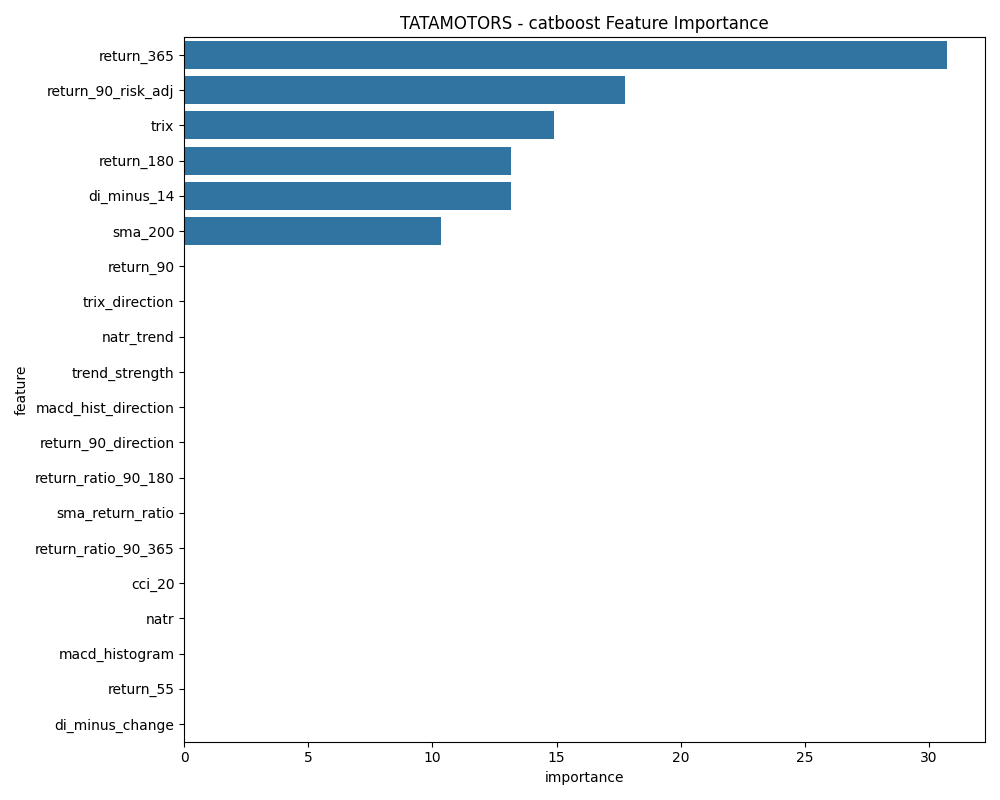 TATAMOTORS - catboost Feature Importance
return_365
return_90_risk_adj
trix
return_180
di_minus_14
sma_200
return_90
trix_direction
natr_trend
trend_strength
macd_hist_direction
return_90_direction
return_ratio_90_180
sma_return_ratio
return_ratio_90_365
cci_20
natr
macd_histogram
return_55
di_minus_change
feature
0 5 10 15 20 25 30
importance